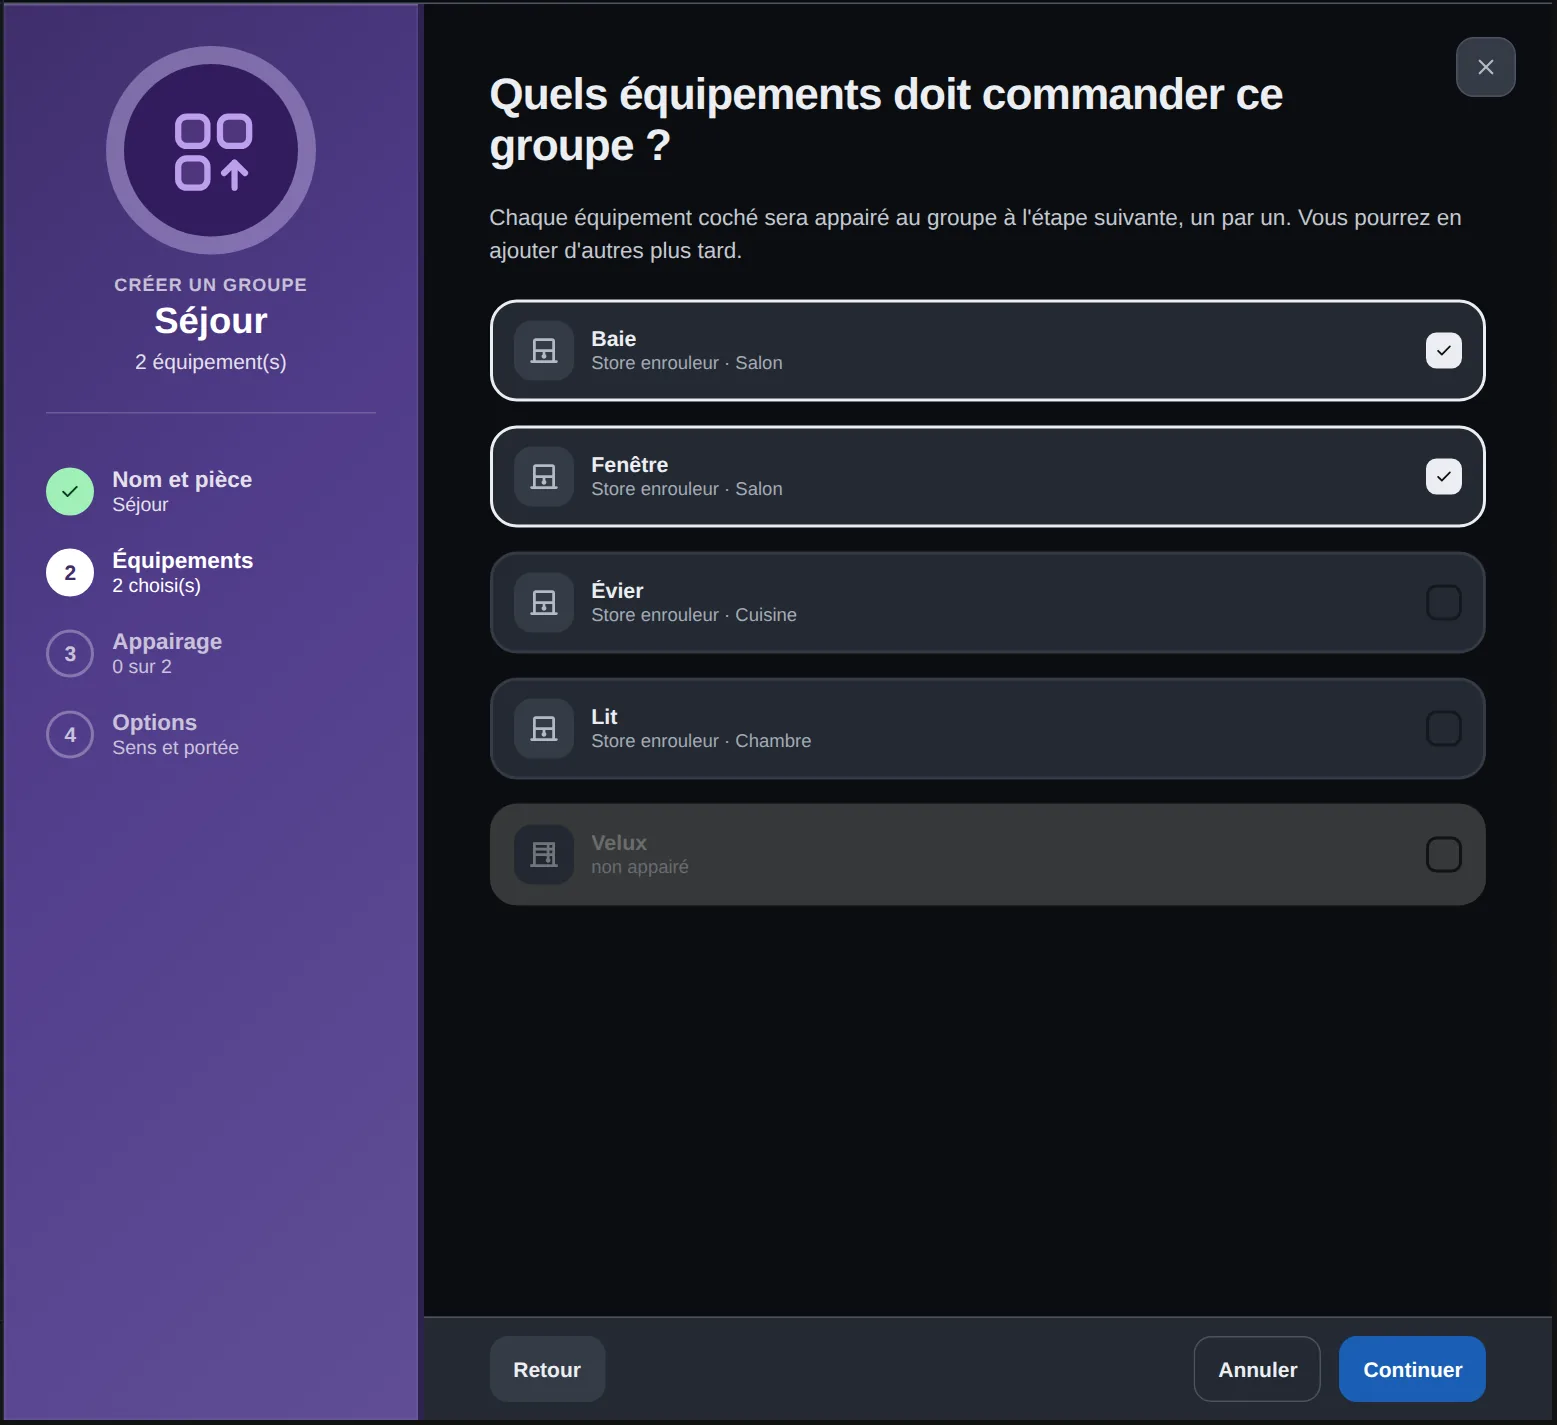 CRÉER UN GROUPE
Séjour
2 équipement(s)
Nom et pièce
Séjour
2
Équipements
2 choisi(s)
3
Appairage
0 sur 2
4
Options
Sens et portée
Quels équipements doit commander ce
groupe ?
Chaque équipement coché sera appairé au groupe à l'étape suivante, un par un. Vous pourrez en
ajouter d'autres plus tard.
Baie
Store enrouleur · Salon
Fenêtre
Store enrouleur · Salon
Évier
Store enrouleur · Cuisine
Lit
Store enrouleur · Chambre
Velux
non appairé
Retour
Annuler
Continuer